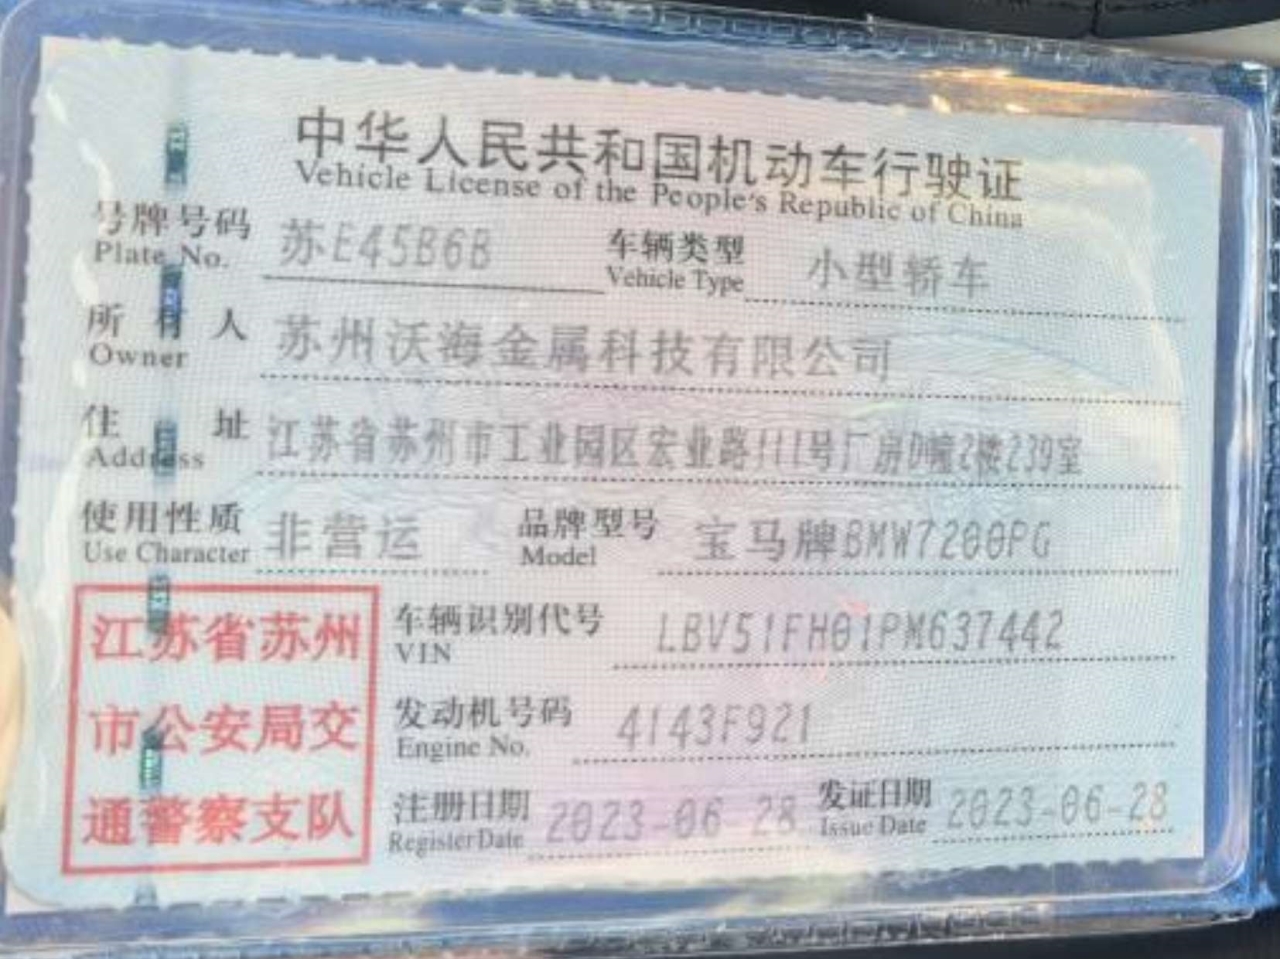 中华人民共和国机动车行驶证
Vehicle License of the People's Republic of China
号牌号码 苏E45B6B 车辆类型 小型轿车
Plate No. Vehicle Type
所有人 苏州沃海金属科技有限公司
Owner
住址 江苏省苏州市工业园区宏业路111号厂房D幢2楼239室
Address
使用性质 非营运 品牌型号 宝马牌BMW7200PG
Use Character Model
江苏省苏州
市公安局交
通警察支队
车辆识别代号 LBV51FH01PM637442
VIN
发动机号码 4143F921
Engine No.
注册日期 2023-06-28 发证日期 2023-06-28
Register Date Issue Date